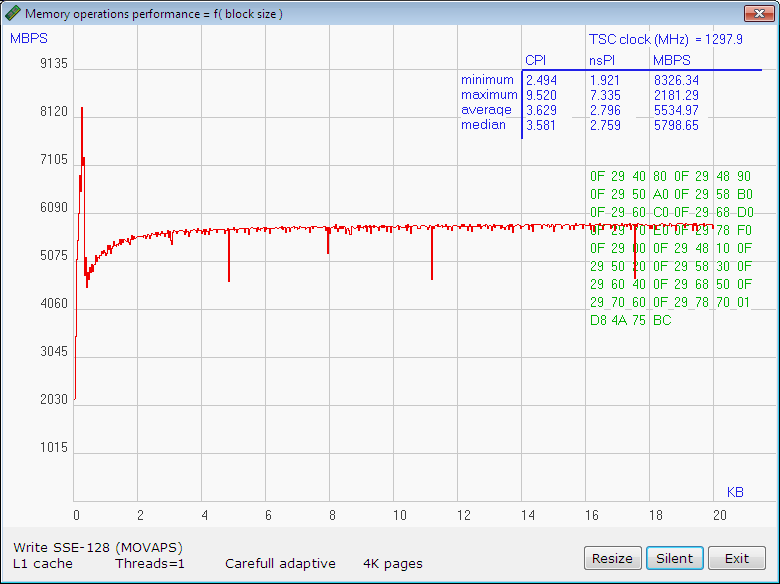 Memory operations performance = f( block size )
MBPS
TSC clock (MHz) = 1297.9
CPI nsPI MBPS
minimum 2.494 1.921 8326.34
maximum 9.520 7.335 2181.29
average 3.629 2.796 5534.97
median 3.581 2.759 5798.65
9135
8120
7105
6090
5075
4060
3045
2030
1015
0F 29 40 80 0F 29 48 90
0F 29 50 A0 0F 29 58 B0
0F 29 60 C0 0F 29 68 D0
0F 29 70 E0 0F 29 78 F0
0F 29 00 0F 29 48 10 0F
29 50 20 0F 29 58 30 0F
29 60 40 0F 29 68 50 0F
29 70 60 0F 29 78 70 01
D8 4A 75 BC
KB
0 2 4 6 8 10 12 14 16 18 20
Write SSE-128 (MOVAPS)
L1 cache Threads=1 Carefull adaptive 4K pages
Resize Silent Exit